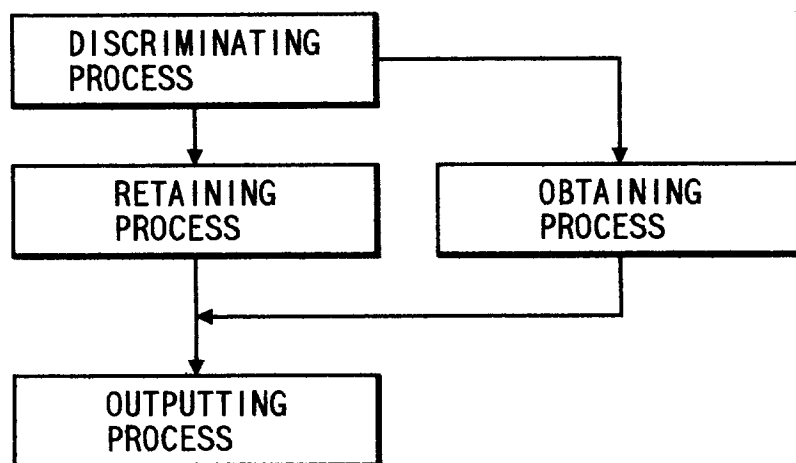 DISCRIMINATING
PROCESS
RETAINING
PROCESS
OBTAINING
PROCESS
OUTPUTTING
PROCESS